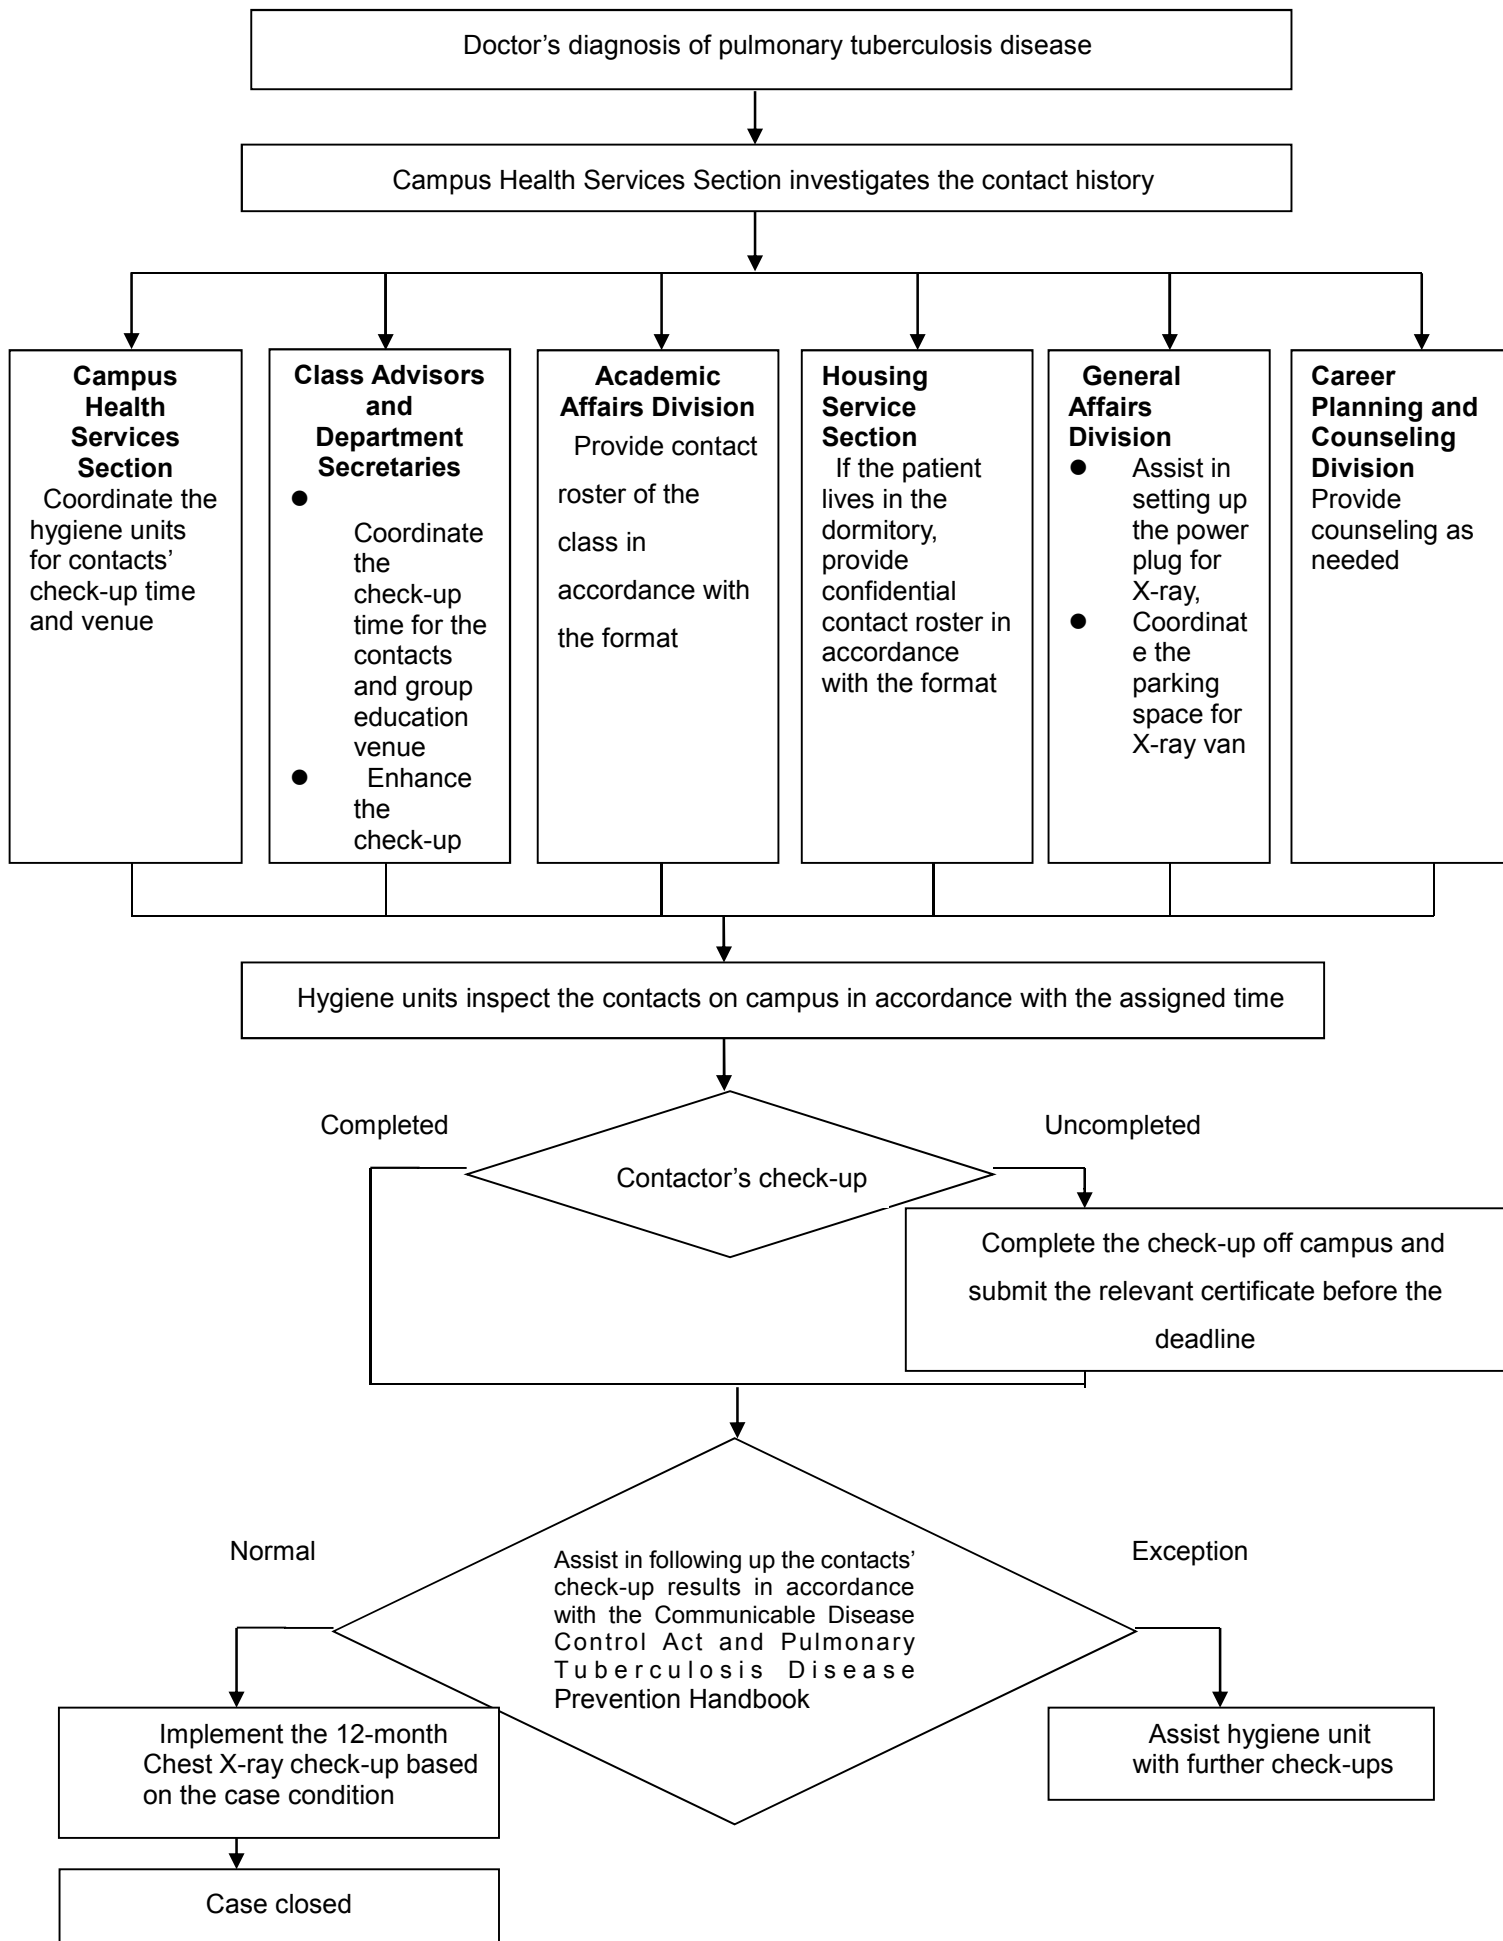 Doctor’s diagnosis of pulmonary tuberculosis disease
Campus Health Services Section investigates the contact history
Campus
Health
Services
Section
Coordinate the
hygiene units
for contacts’
check-up time
and venue
Class Advisors
and
Department
Secretaries
●
Coordinate
the
check-up
time for the
contacts
and group
education
venue
● Enhance
the
check-up
Academic
Affairs Division
Provide contact
roster of the
class in
accordance with
the format
Housing
Service
Section
If the patient
lives in the
dormitory,
provide
confidential
contact roster in
accordance
with the format
General
Affairs
Division
● Assist in
setting up
the power
plug for
X-ray,
● Coordinat
e the
parking
space for
X-ray van
Career
Planning and
Counseling
Division
Provide
counseling as
needed
Hygiene units inspect the contacts on campus in accordance with the assigned time
Completed
Uncompleted
Contactor’s check-up
Complete the check-up off campus and
submit the relevant certificate before the
deadline
Normal
Exception
Assist in following up the contacts’
check-up results in accordance
with the Communicable Disease
Control Act and Pulmonary
Tuberculosis Disease
Prevention Handbook
Implement the 12-month
Chest X-ray check-up based
on the case condition
Assist hygiene unit
with further check-ups
Case closed